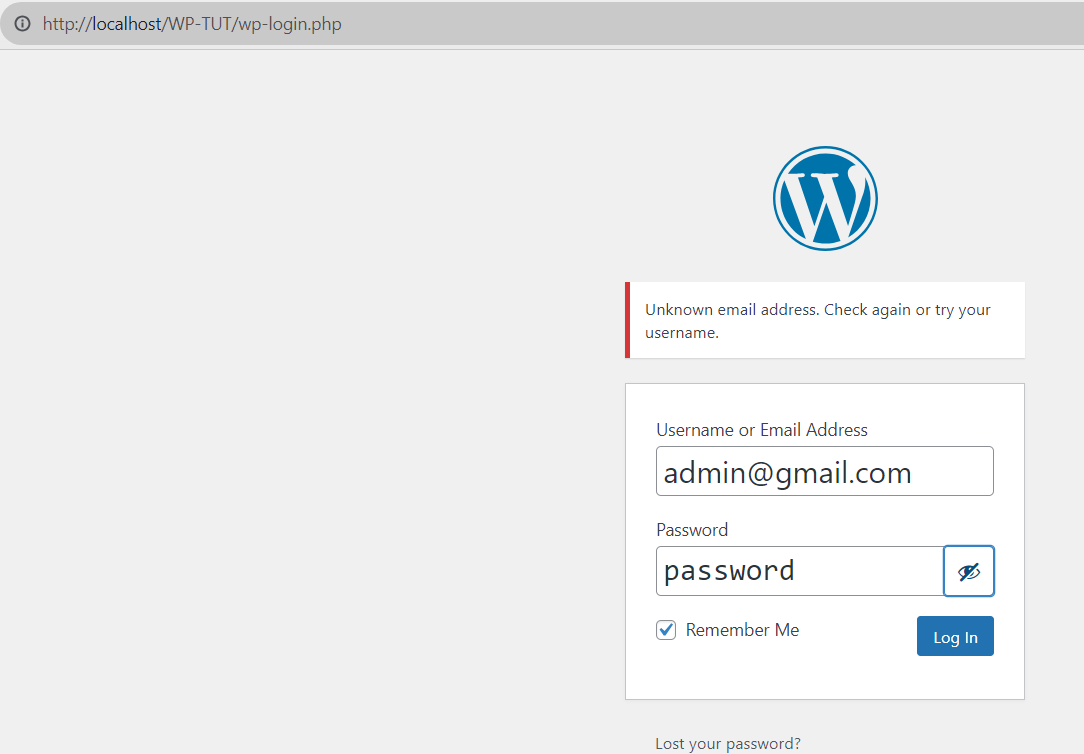 http://localhost/WP-TUT/wp-login.php
Unknown email address. Check again or try your
username.
Username or Email Address
admin@gmail.com
Password
password
Remember Me
Log In
Lost your password?